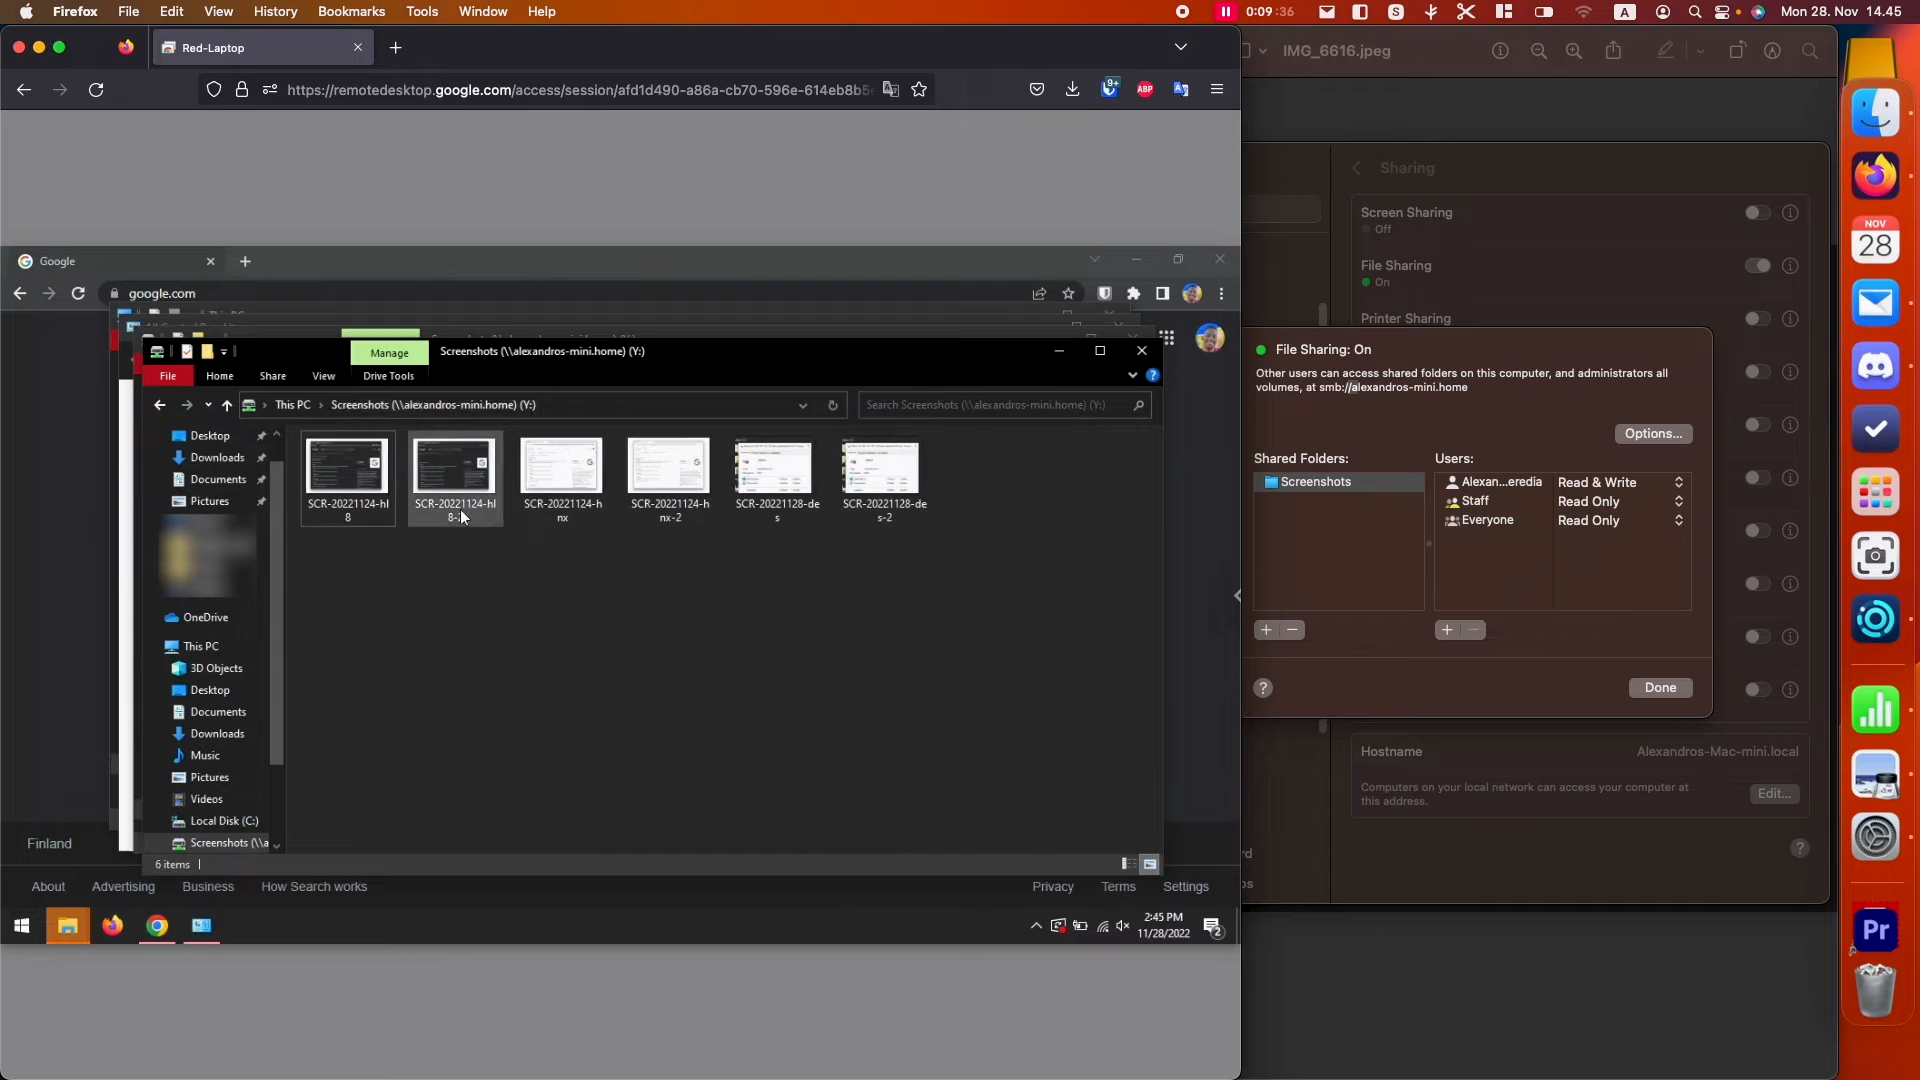 Firefox File Edit View History Bookmarks Tools Window Help
0:09:36
S
A
Mon 28. Nov 14.45
Red-Laptop
https://remotedesktop.google.com/access/session/afd1d490-a86a-cb70-596e-614eb8b5
9+
ABP
IMG_6616.jpeg
Google
google.com
Manage
Screenshots (\\alexandros-mini.home) (Y:)
File Home Share View Drive Tools
This PC Screenshots (\\alexandros-mini.home) (Y:)
Search Screenshots (\\alexandros-mini.home) (Y:)
Desktop
Downloads
Documents
Pictures
OneDrive
This PC
3D Objects
Desktop
Documents
Downloads
Music
Pictures
Videos
Local Disk (C:)
Screenshots (\\a
SCR-20221124-hl
8
SCR-20221124-hl
SCR-20221124-h
nx
SCR-20221124-h
nx-2
SCR-20221128-de
s
SCR-20221128-de
s-2
6 items
Finland
About Advertising Business How Search works
Privacy Terms Settings
2:45 PM
11/28/2022
2
Sharing
Screen Sharing
Off
File Sharing
On
Printer Sharing
File Sharing: On
Other users can access shared folders on this computer, and administrators all
volumes, at smb://alexandros-mini.home
Options...
Shared Folders:
Users:
Screenshots
Alexan...eredia Read & Write
Staff Read Only
Everyone Read Only
+ −
+ −
?
Done
Hostname
Alexandros-Mac-mini.local
Computers on your local network can access your computer at
this address.
Edit...
?
NOV
28
Pr